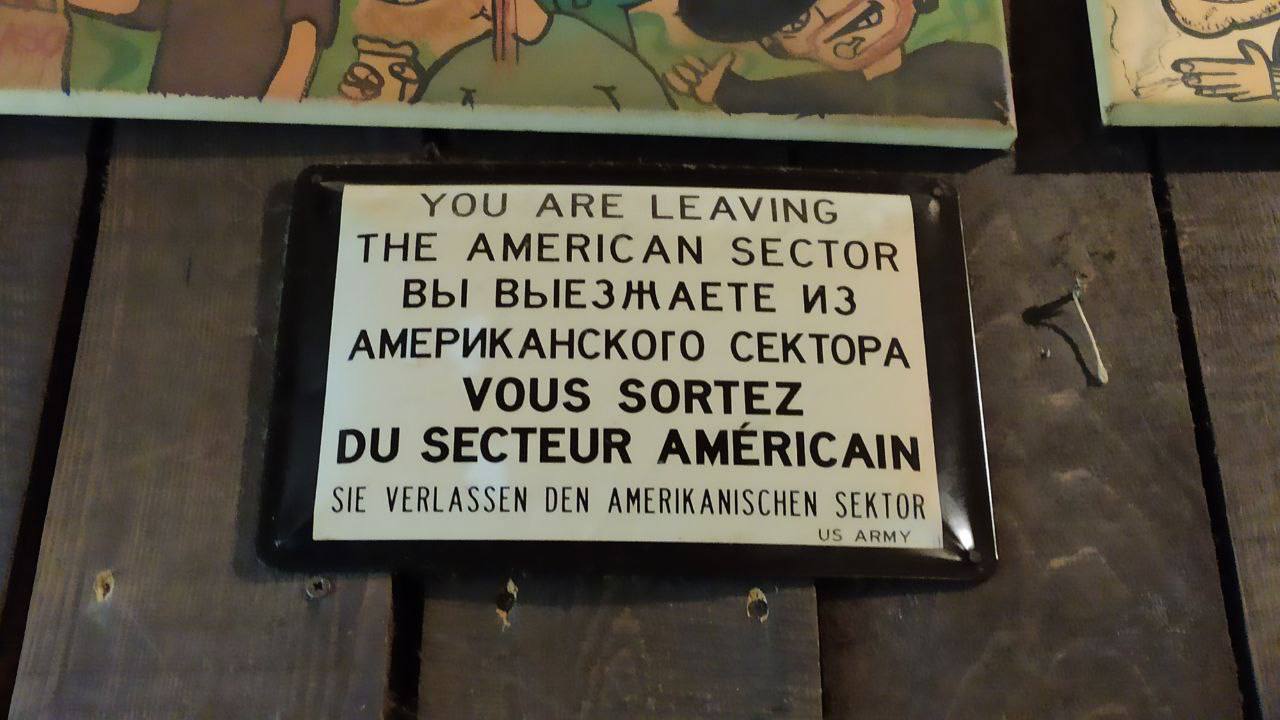 YOU ARE LEAVING
THE AMERICAN SECTOR
ВЫ ВЫЕЗЖАЕТЕ ИЗ
АМЕРИКАНСКОГО СЕКТОРА
VOUS SORTEZ
DU SECTEUR AMÉRICAIN
SIE VERLASSEN DEN AMERIKANISCHEN SEKTOR
US ARMY